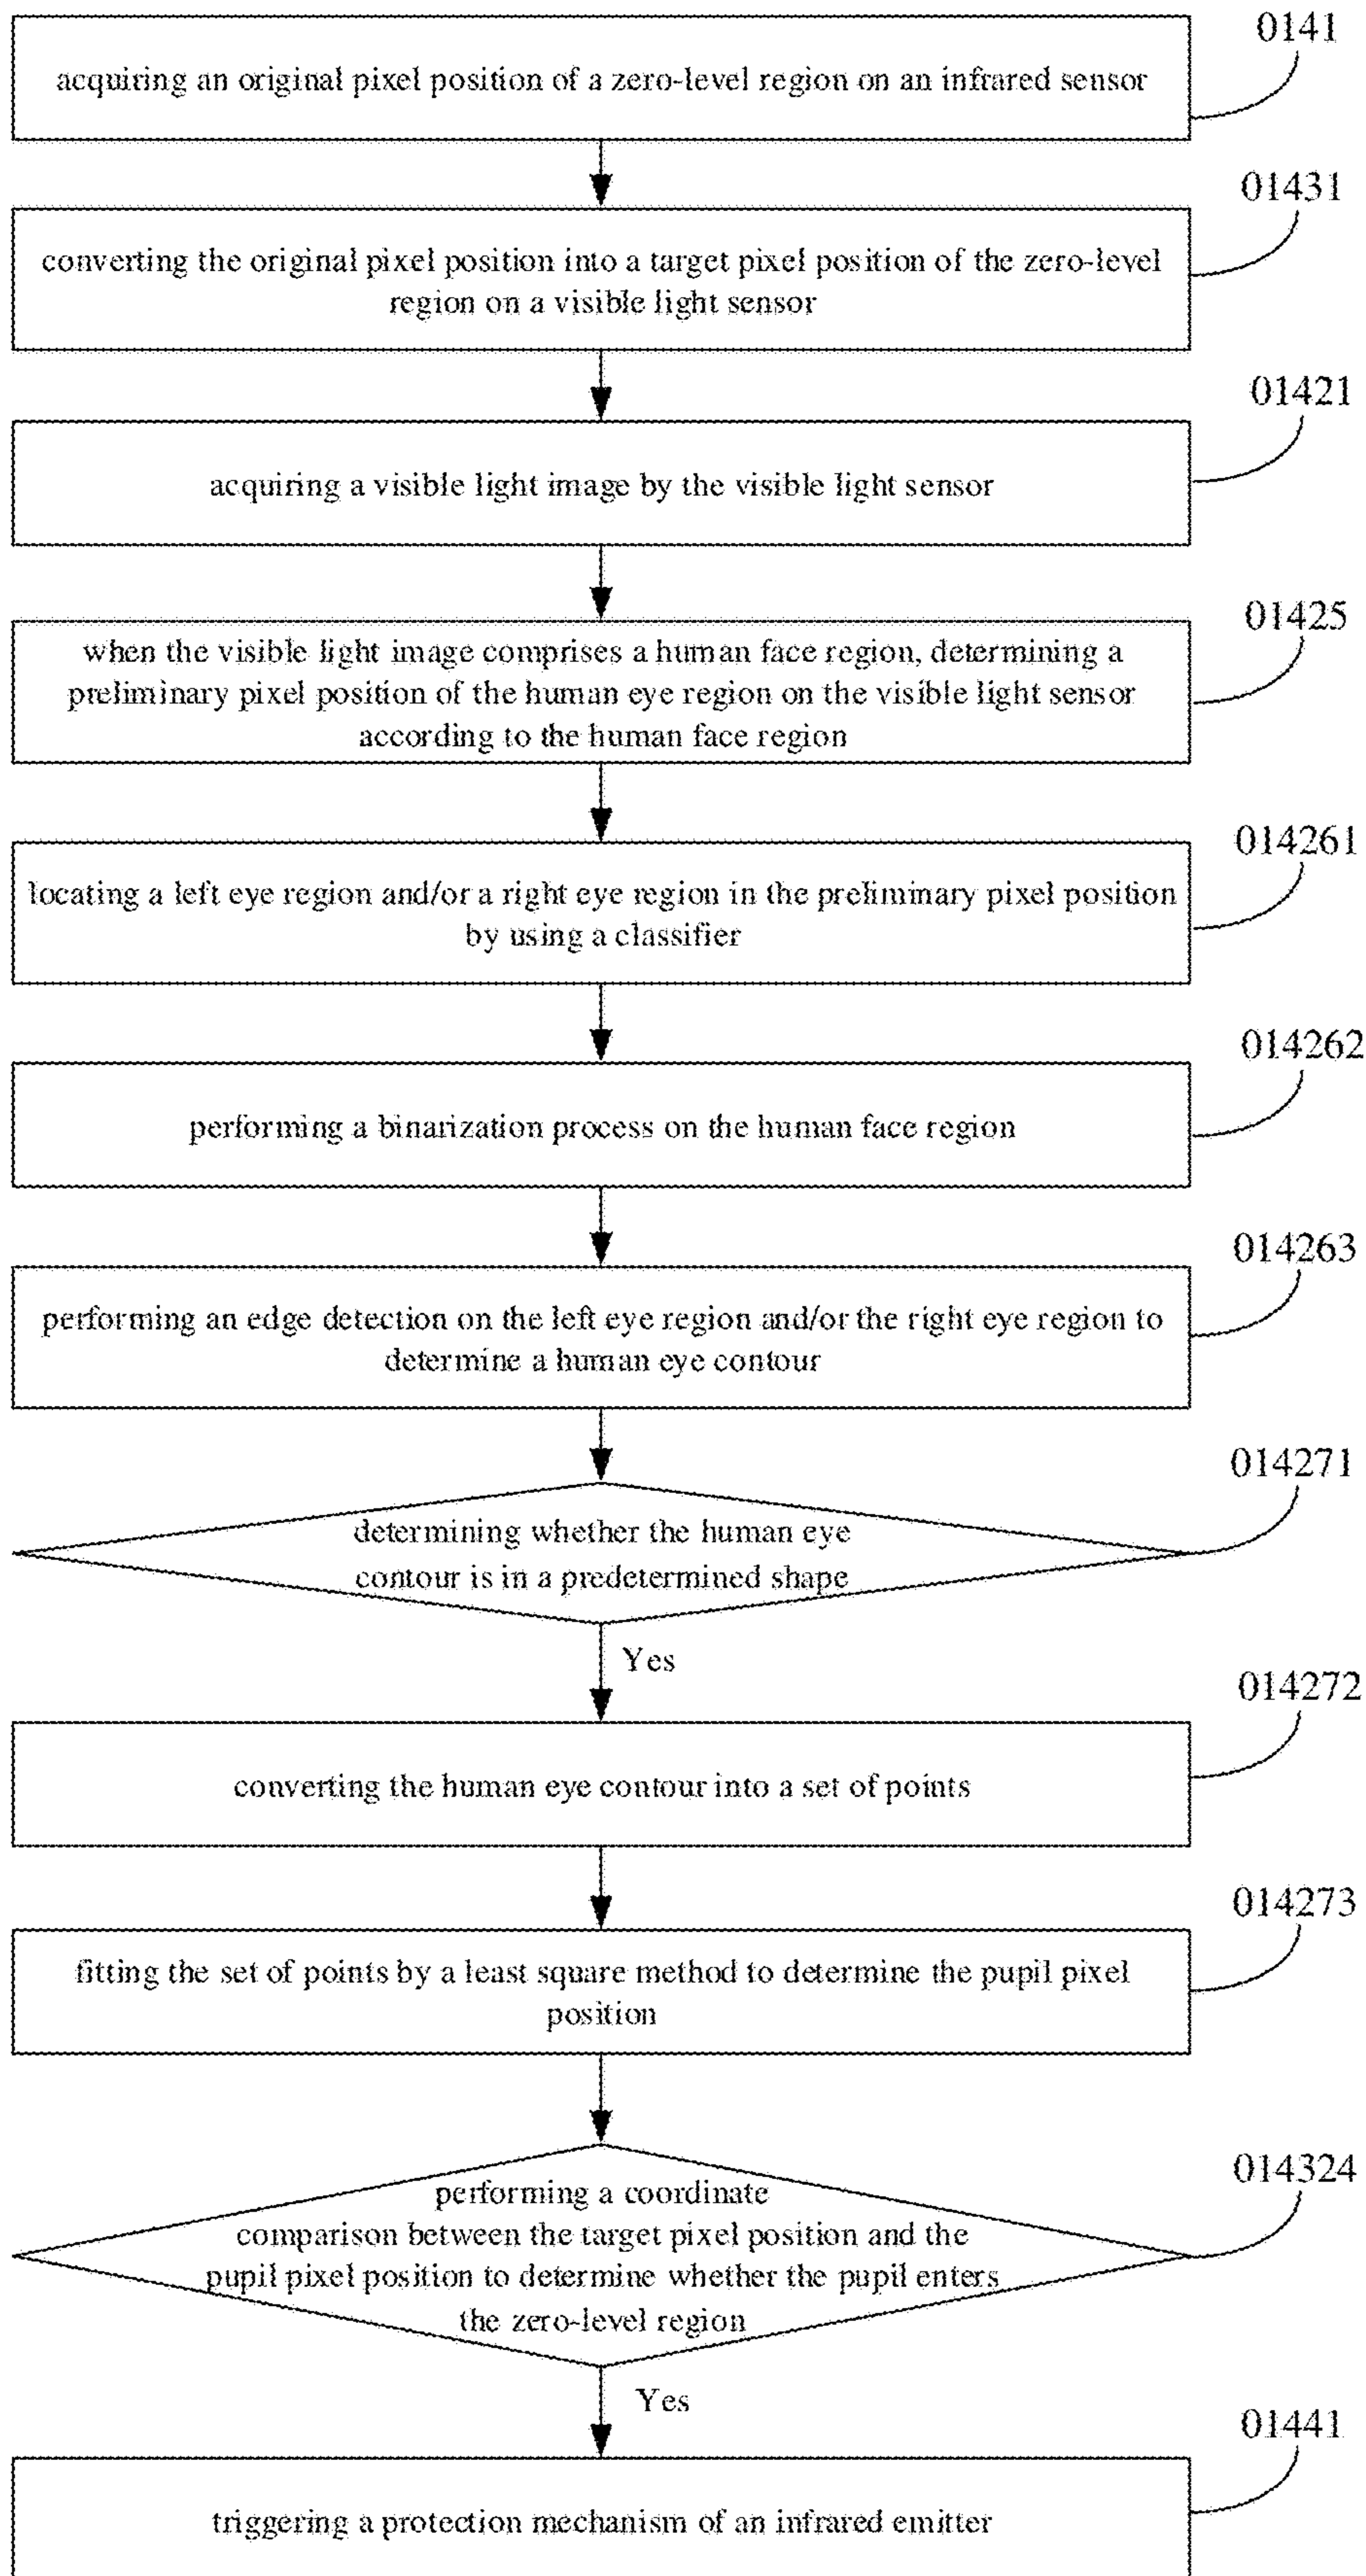 0141
acquiring an original pixel position of a zero-level region on an infrared sensor
01431
converting the original pixel position into a target pixel position of the zero-level
region on a visible light sensor
01421
acquiring a visible light image by the visible light sensor
01425
when the visible light image comprises a human face region, determining a
preliminary pixel position of the human eye region on the visible light sensor
according to the human face region
014261
locating a left eye region and/or a right eye region in the preliminary pixel position
by using a classifier
014262
performing a binarization process on the human face region
014263
performing an edge detection on the left eye region and/or the right eye region to
determine a human eye contour
014271
determining whether the human eye
contour is in a predetermined shape
Yes
014272
converting the human eye contour into a set of points
014273
fitting the set of points by a least square method to determine the pupil pixel
position
014324
performing a coordinate
comparison between the target pixel position and the
pupil pixel position to determine whether the pupil enters
the zero-level region
Yes
01441
triggering a protection mechanism of an infrared emitter